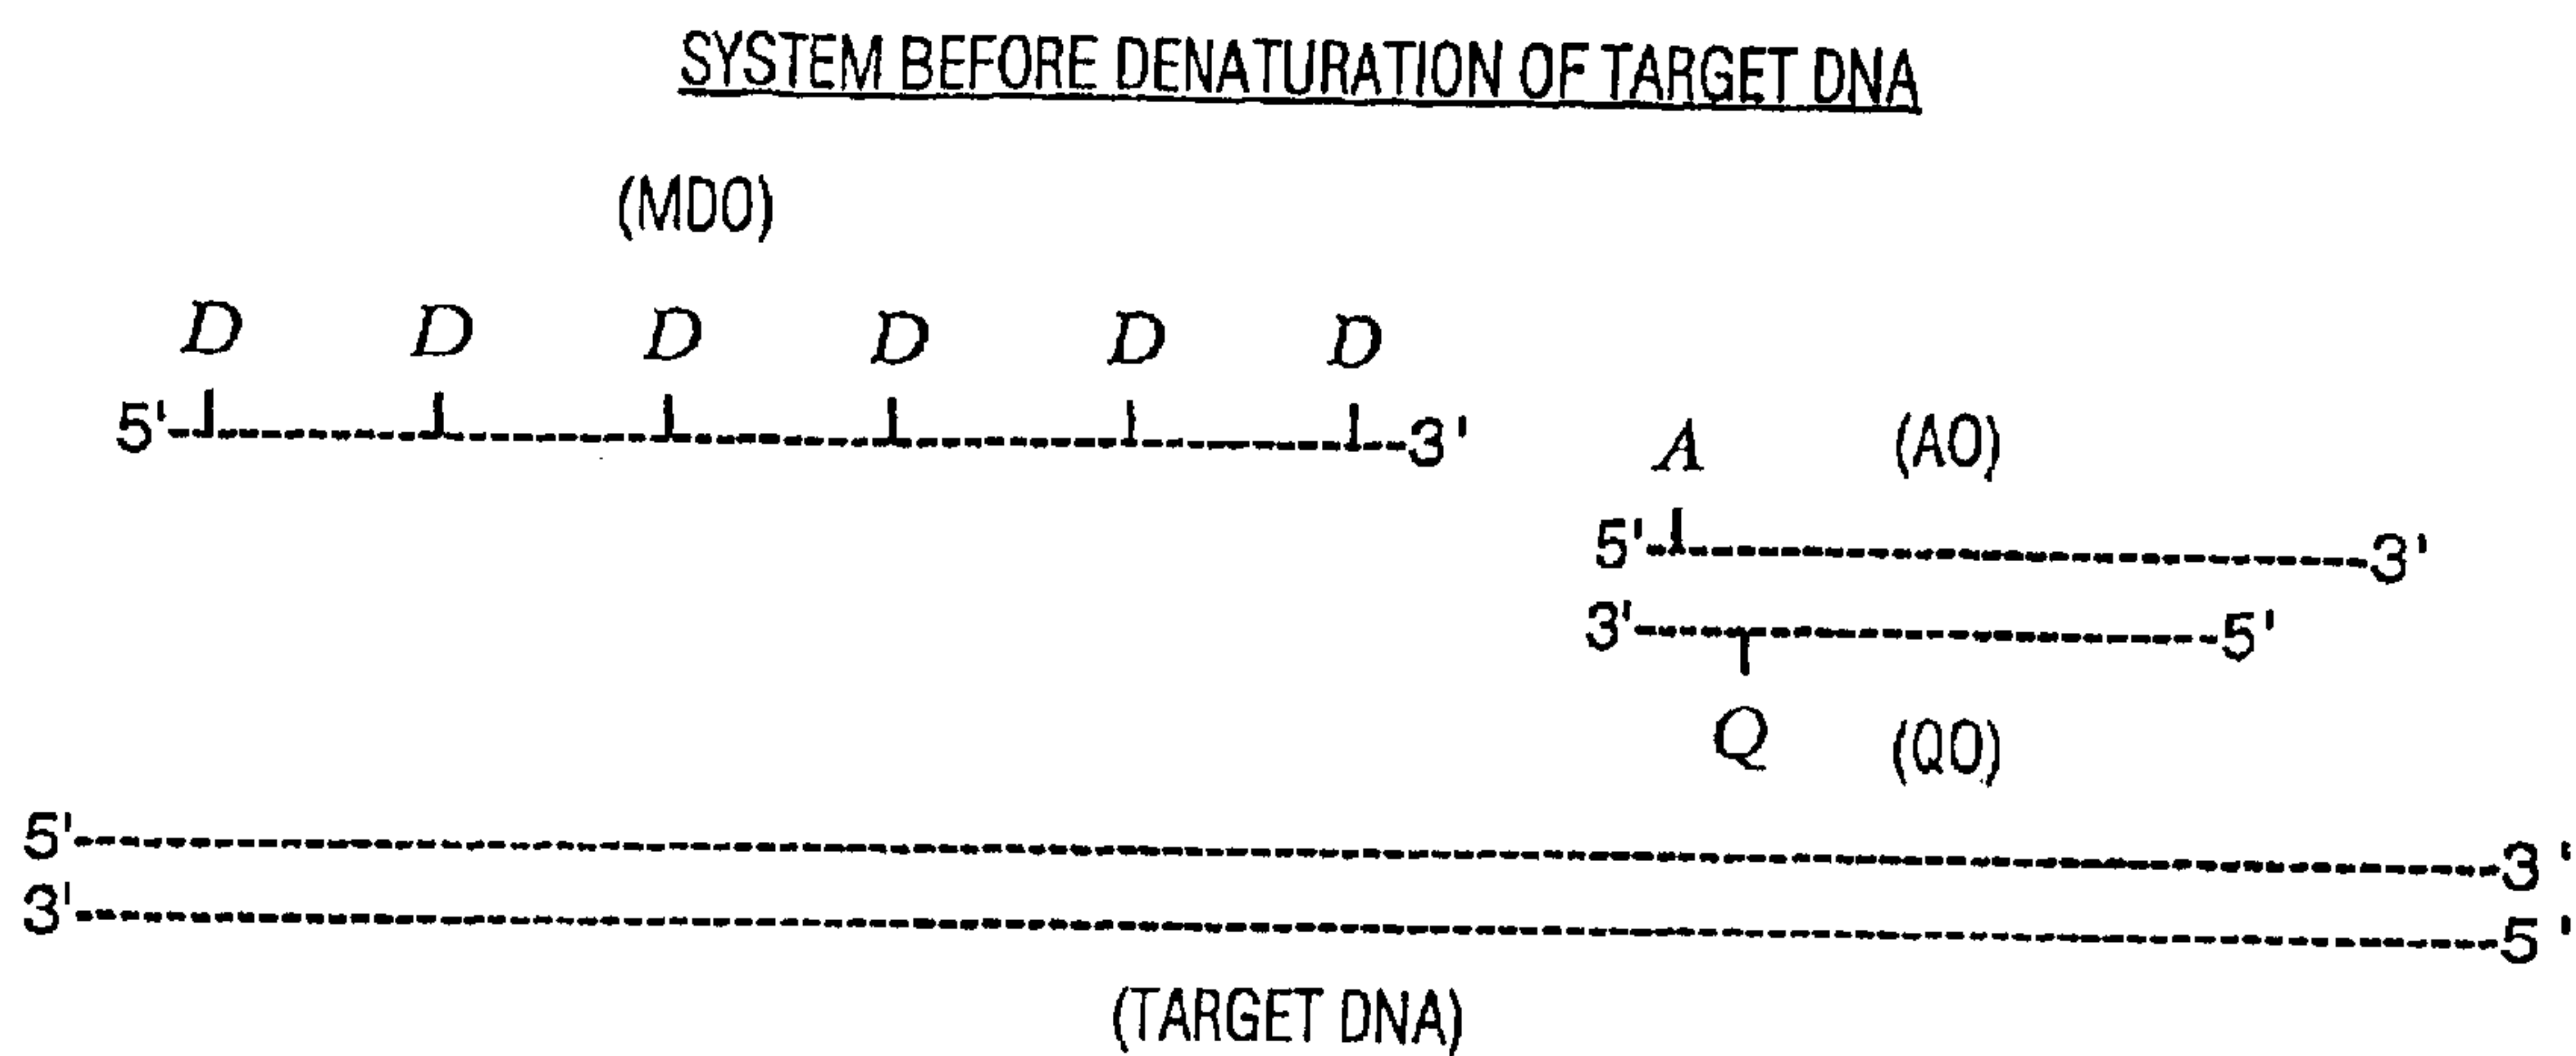 SYSTEM BEFORE DENATURATION OF TARGET DNA
(MDO)
D D D D D D
5' 3'
A (AO)
5' 3'
3' 5'
Q (QO)
5' 3'
3' 5'
(TARGET DNA)